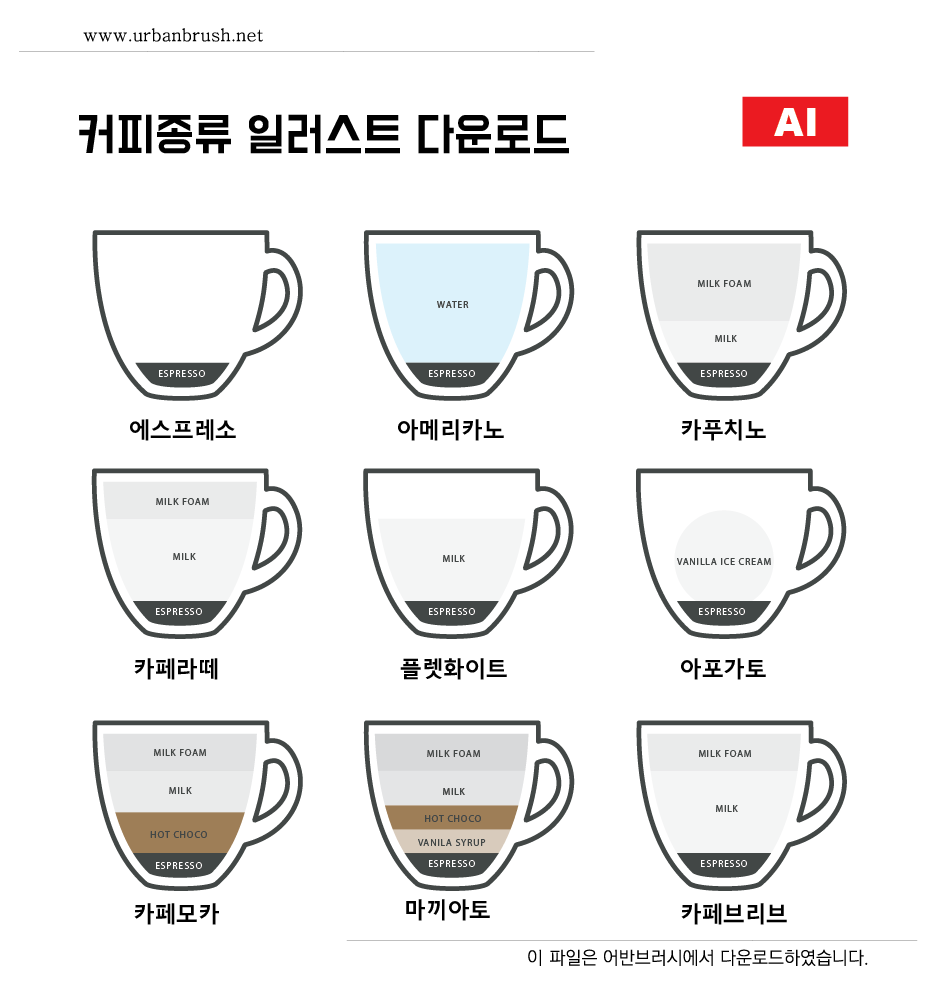 www.urbanbrush.net
커피종류 일러스트 다운로드
AI
ESPRESSO
에스프레소
WATER
ESPRESSO
아메리카노
MILK FOAM
MILK
ESPRESSO
카푸치노
MILK FOAM
MILK
ESPRESSO
카페라떼
MILK
ESPRESSO
플렛화이트
VANILLA ICE CREAM
ESPRESSO
아포가토
MILK FOAM
MILK
HOT CHOCO
ESPRESSO
카페모카
MILK FOAM
MILK
HOT CHOCO
VANILA SYRUP
ESPRESSO
마끼아토
MILK FOAM
MILK
ESPRESSO
카페브리브
이 파일은 어반브러시에서 다운로드하였습니다.